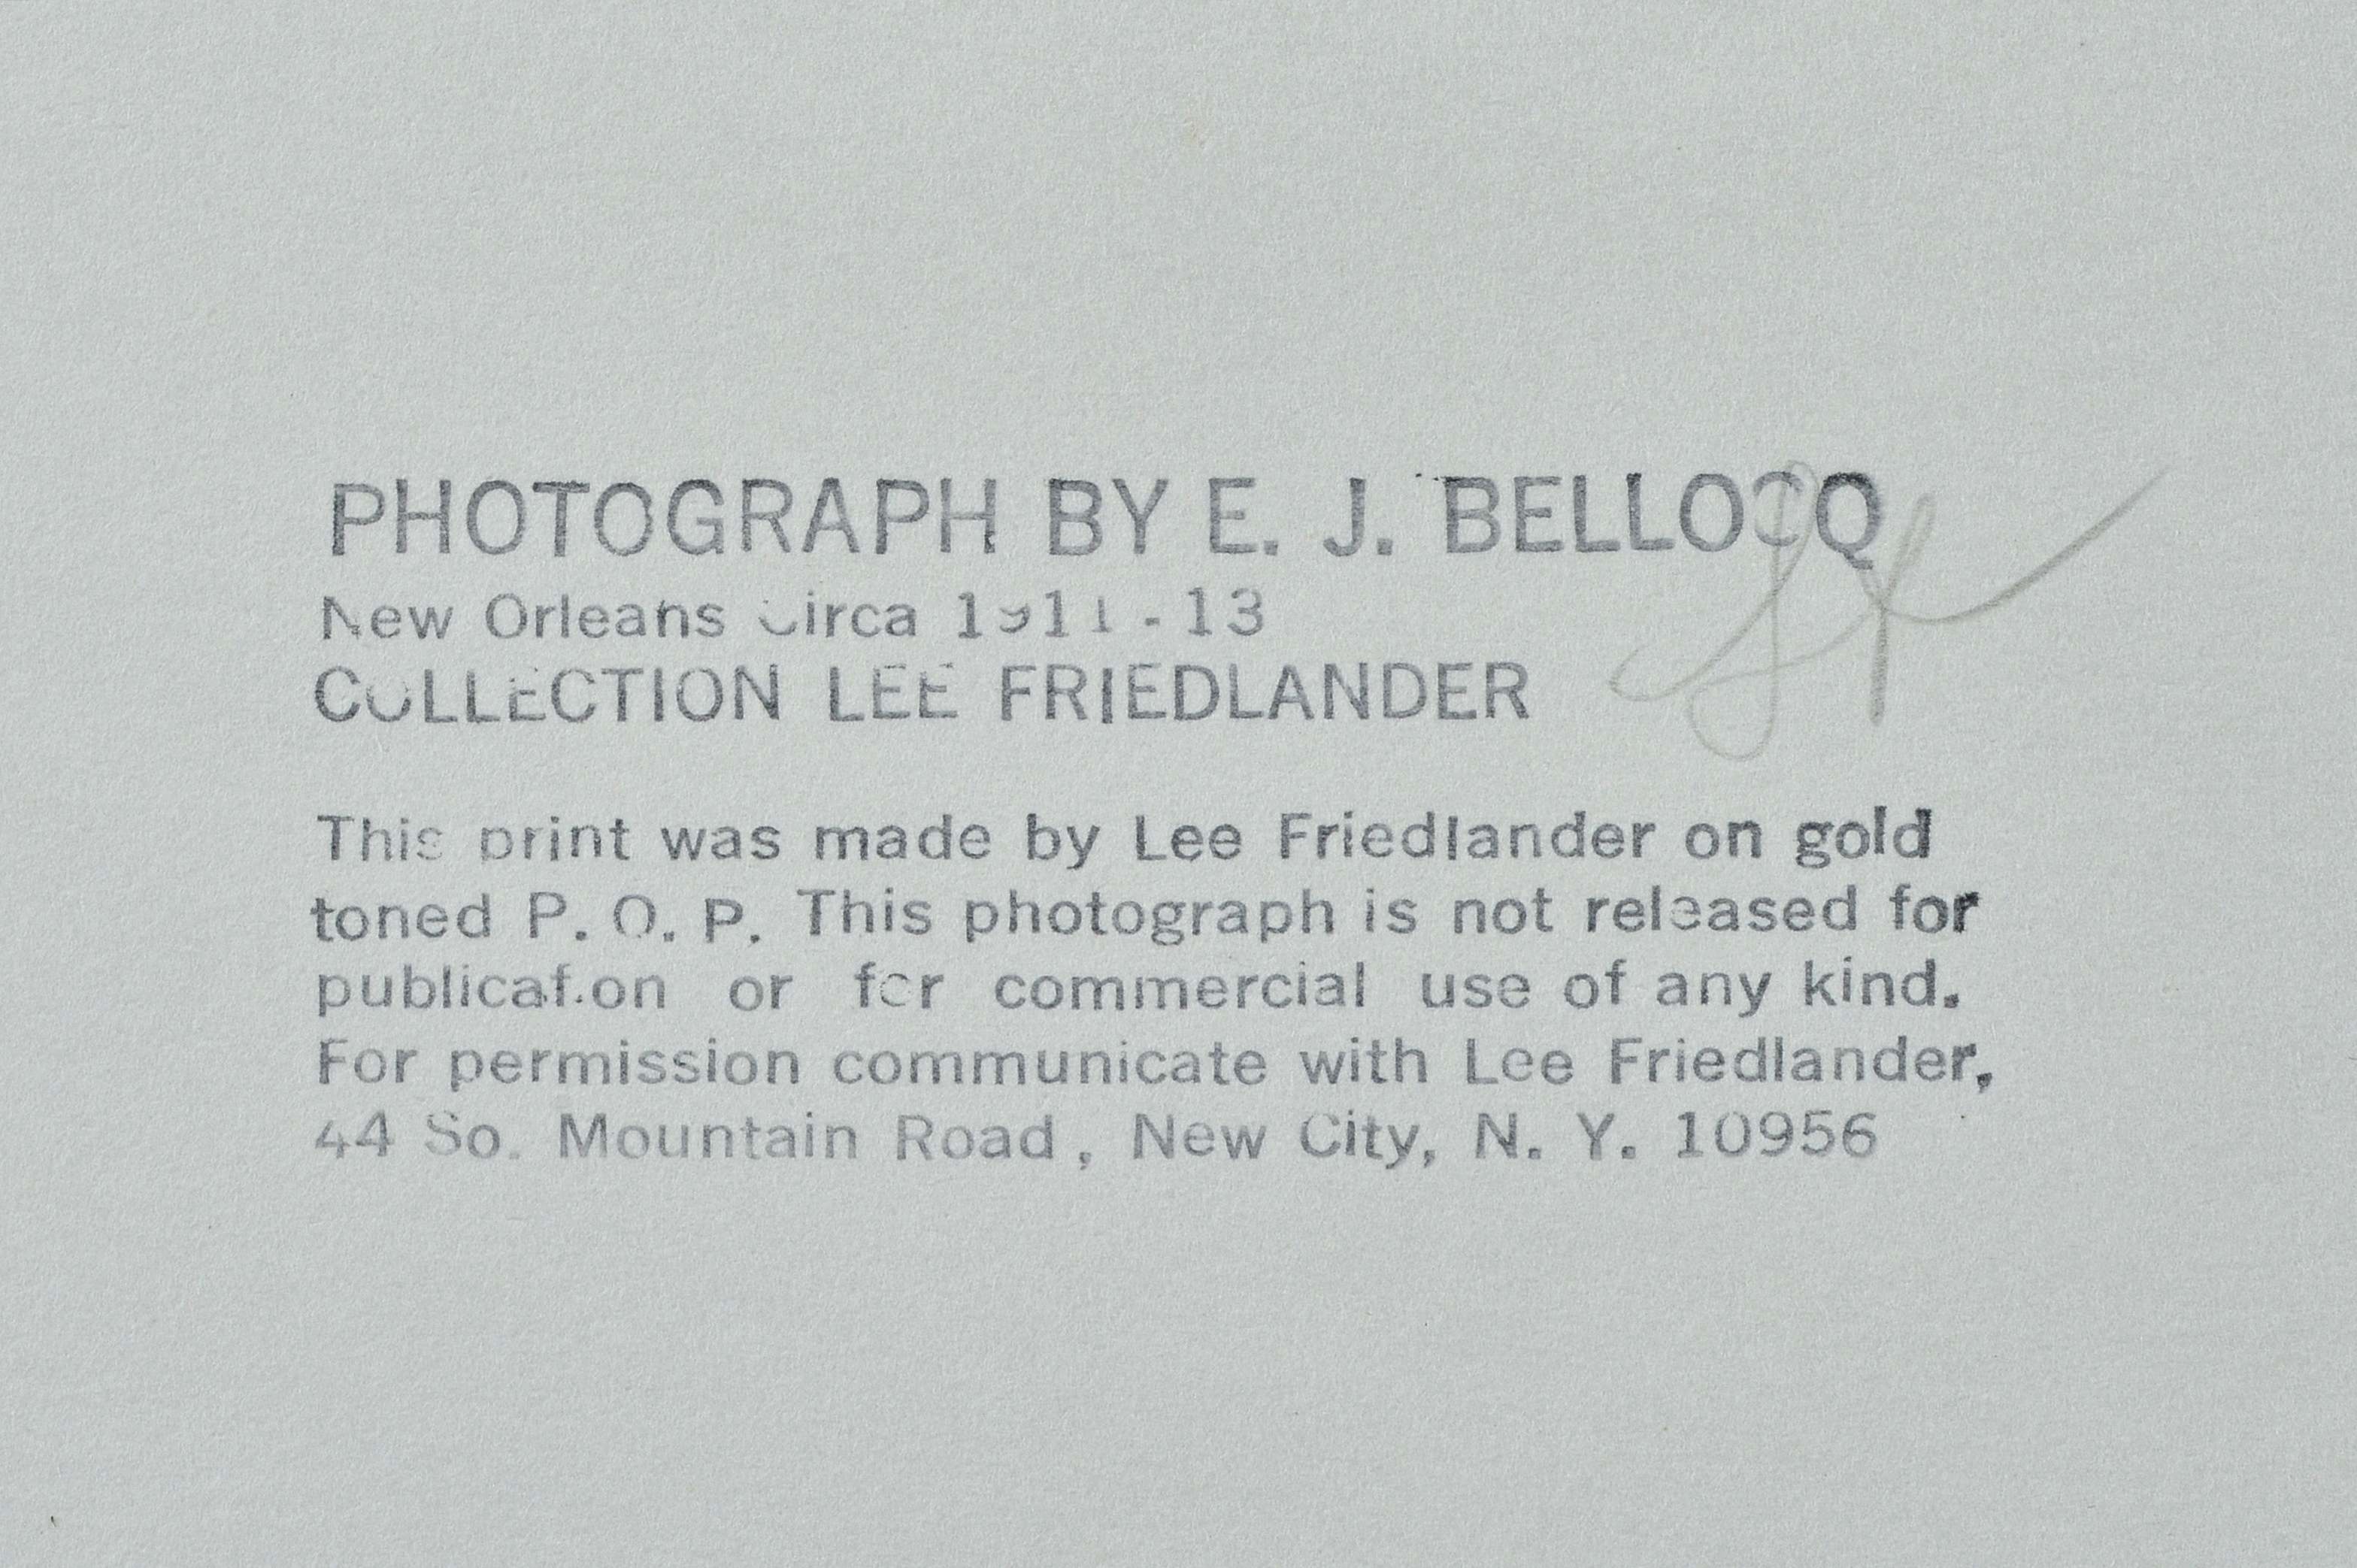 PHOTOGRAPH BY E. J. BELLOCQ
New Orleans Circa 1911-13
COLLECTION LEE FRIEDLANDER
This print was made by Lee Friedlander on gold
toned P. O. P. This photograph is not released for
publication or for commercial use of any kind.
For permission communicate with Lee Friedlander,
44 So. Mountain Road, New City, N. Y. 10956